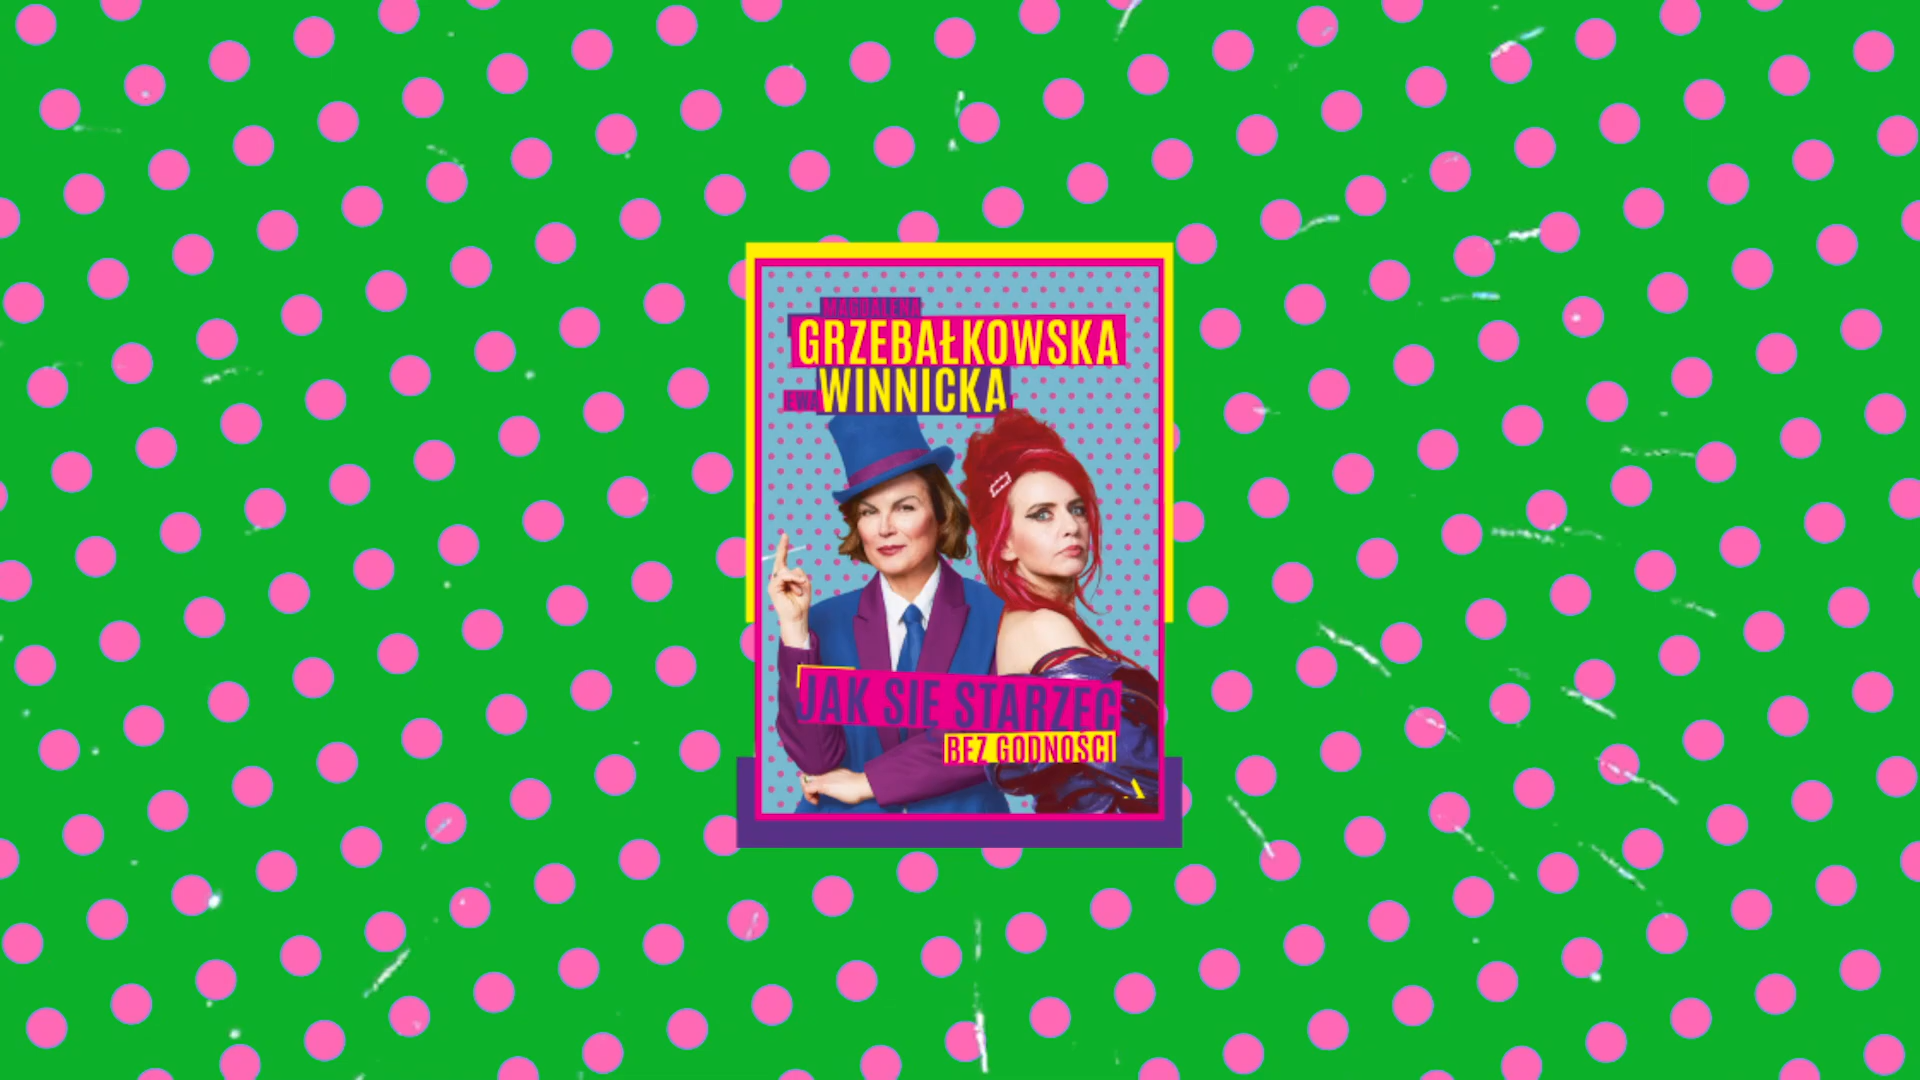 MAGDALENA
GRZEBAŁKOWSKA
EWA WINNICKA
JAK SIĘ STARZEĆ
BEZ GODNOŚCI